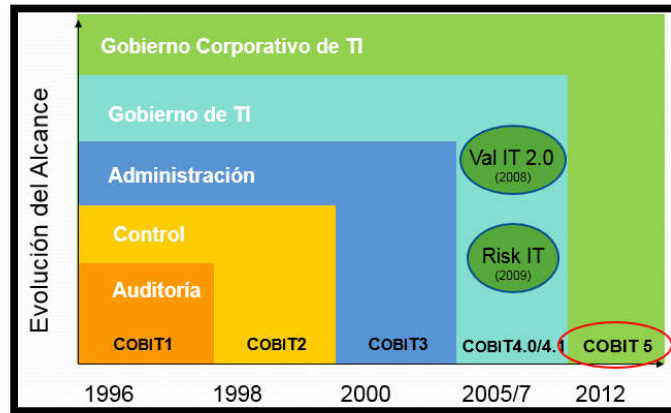 Gobierno Corporativo de TI
Gobierno de TI
Val IT 2.0
(2008)
Administración
Control
Risk IT
(2009)
Auditoría
Evolución del Alcance
COBIT1
COBIT2
COBIT3
COBIT4.0/4.1
COBIT 5
1996
1998
2000
2005/7
2012